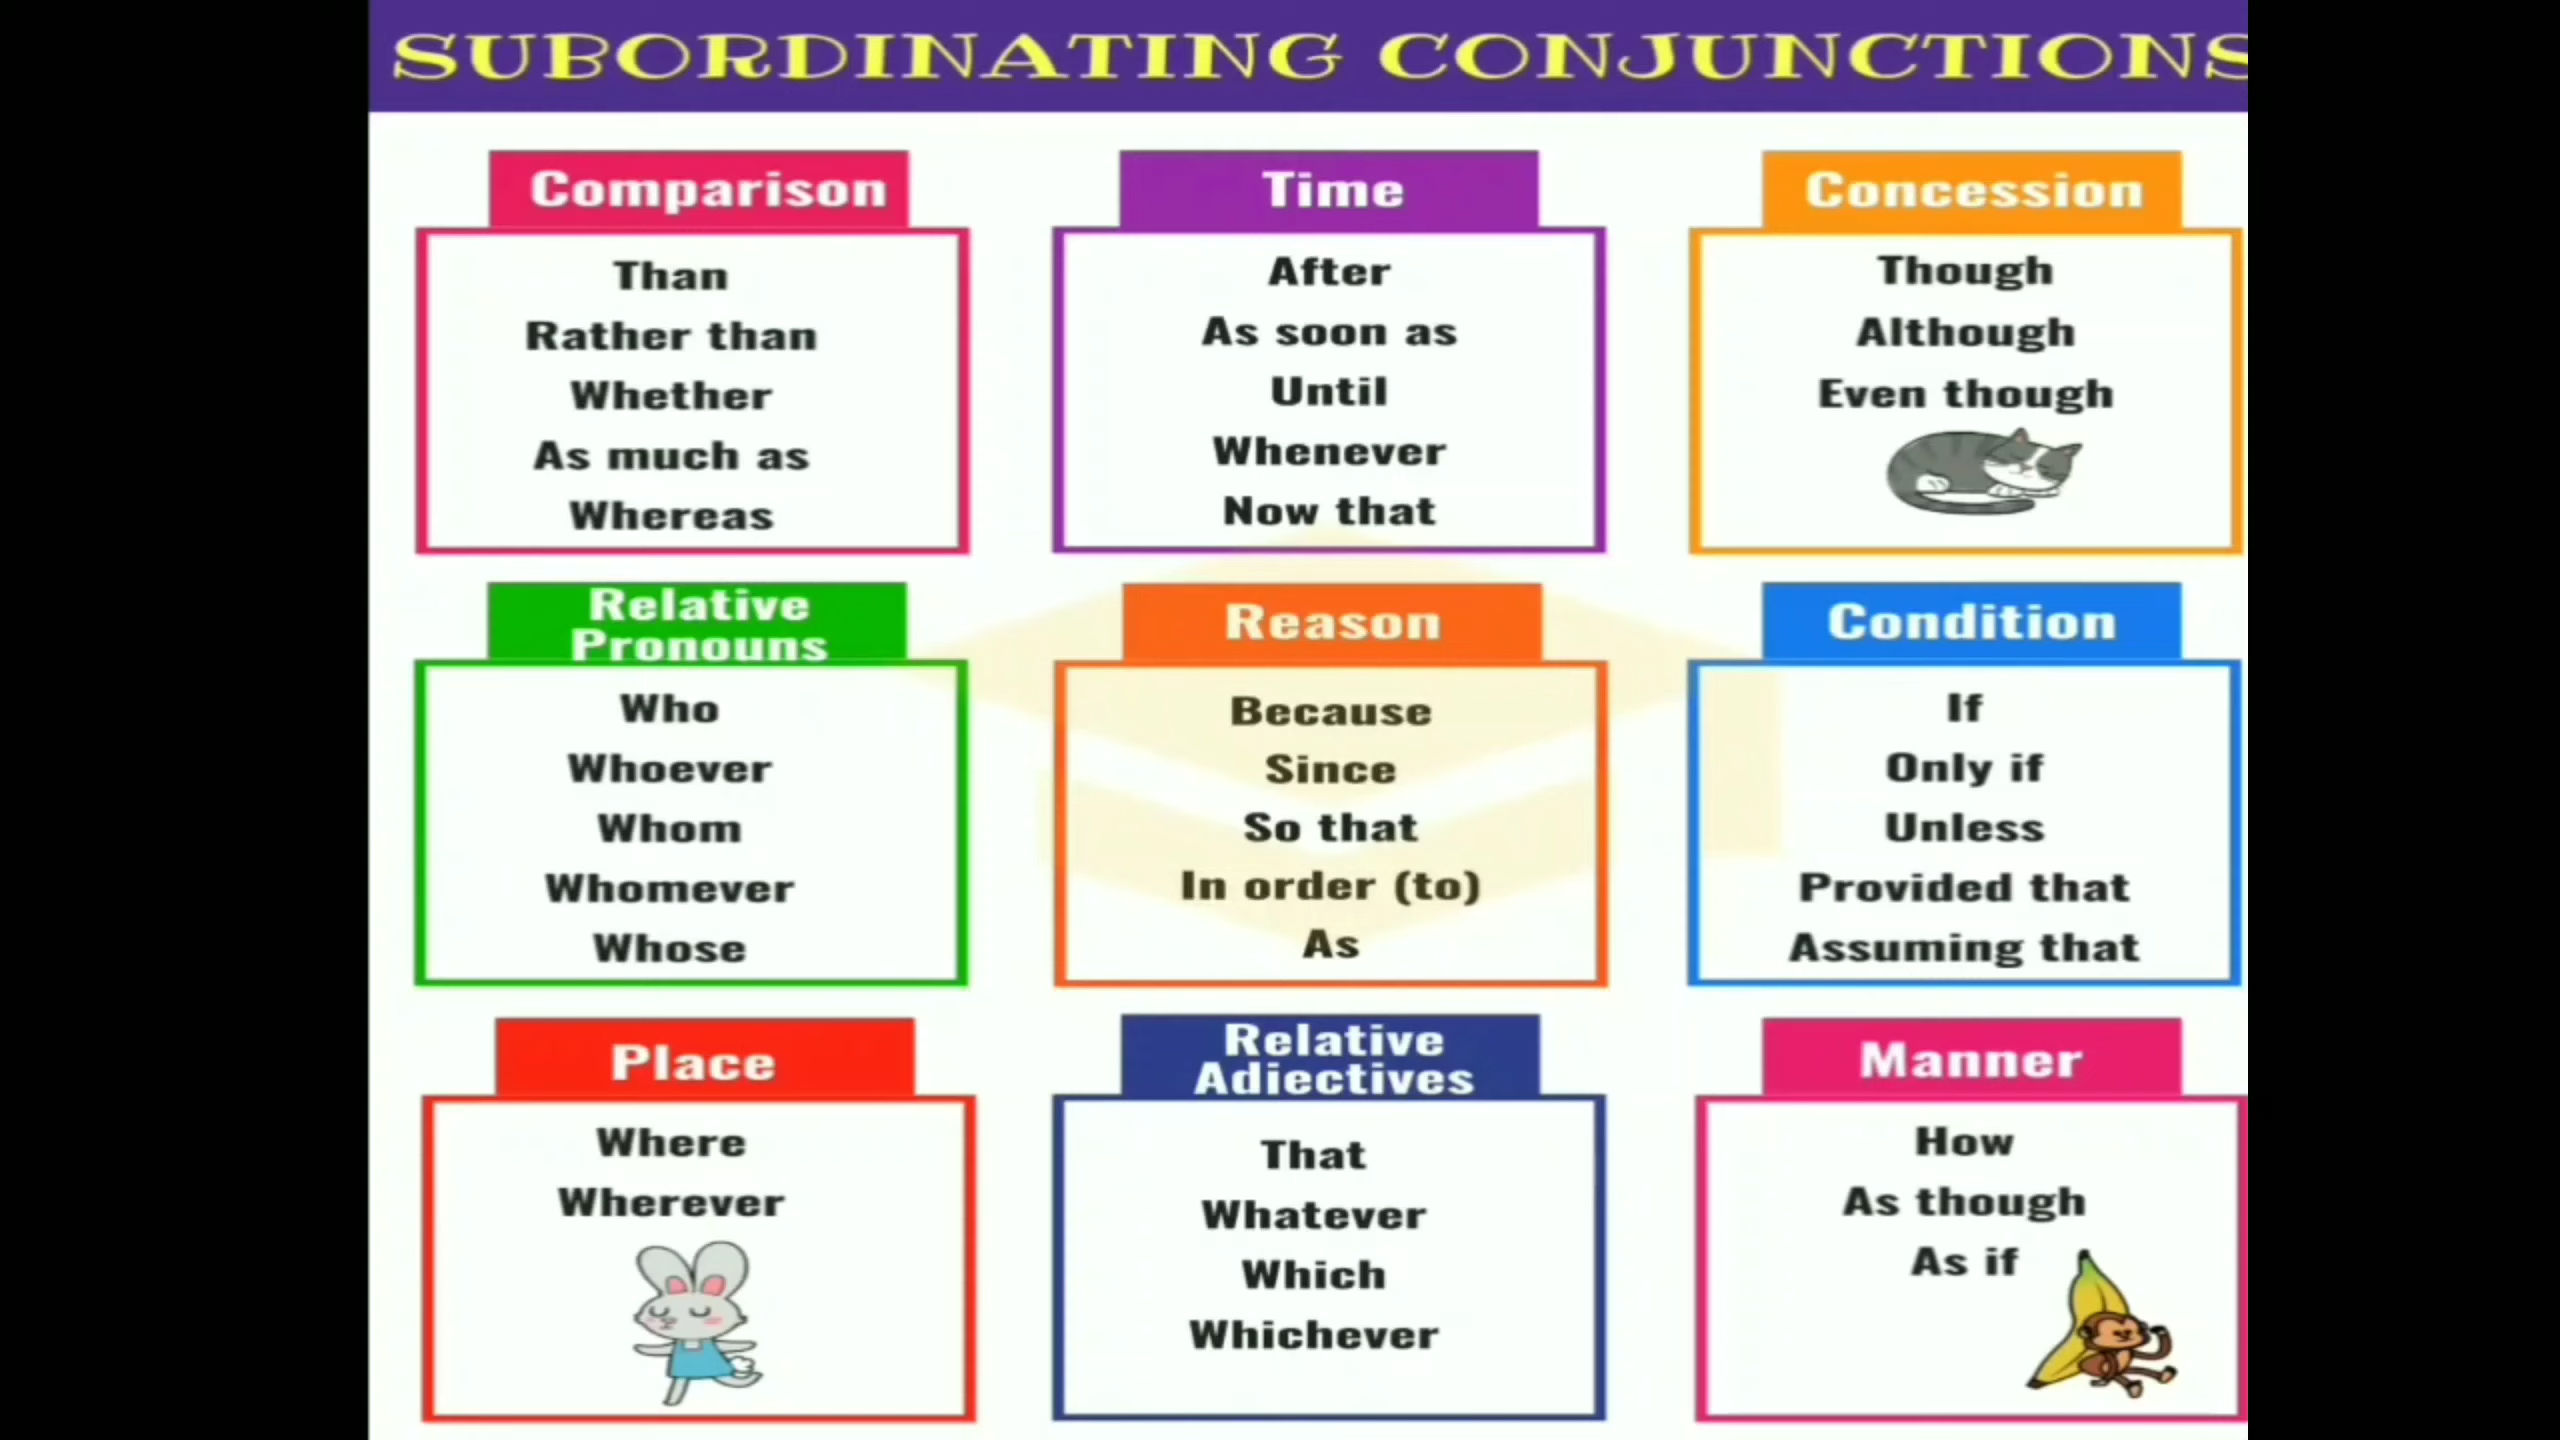 SUBORDINATING CONJUNCTIONS
Comparison
Than
Rather than
Whether
As much as
Whereas
Time
After
As soon as
Until
Whenever
Now that
Concession
Though
Although
Even though
Relative
Pronouns
Who
Whoever
Whom
Whomever
Whose
Reason
Because
Since
So that
In order (to)
As
Condition
If
Only if
Unless
Provided that
Assuming that
Place
Where
Wherever
Relative
Adjectives
That
Whatever
Which
Whichever
Manner
How
As though
As if